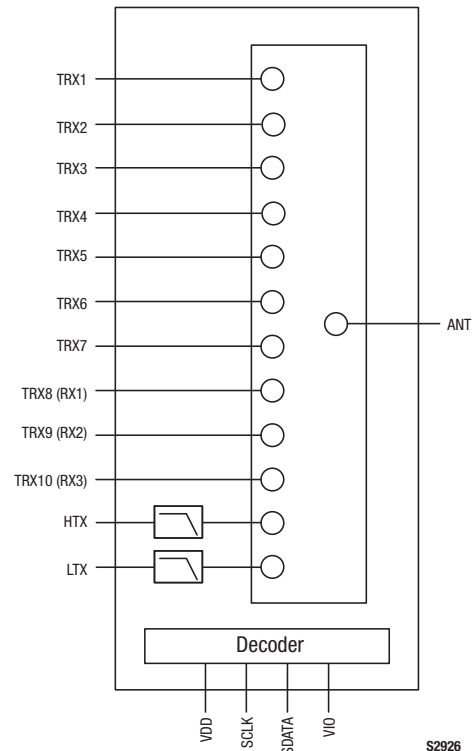 TRX1
TRX2
TRX3
TRX4
TRX5
TRX6
TRX7
TRX8 (RX1)
TRX9 (RX2)
TRX10 (RX3)
HTX
LTX
ANT
Decoder
VDD
SCLK
SDATA
VIO
S2926